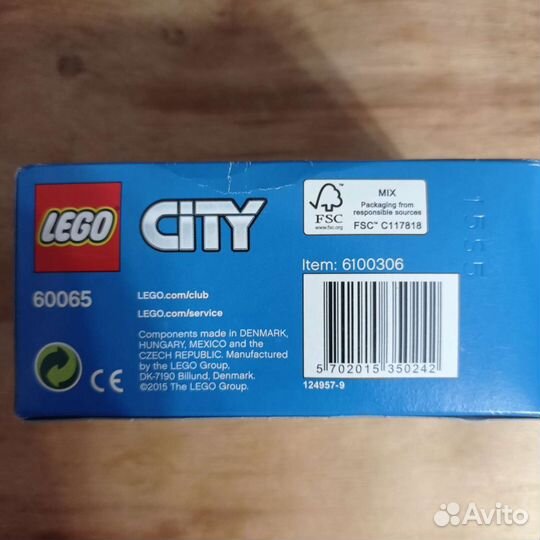 LEGO
CITY
60065
LEGO.com/club
LEGO.com/service
Components made in DENMARK,
HUNGARY, MEXICO and the
CZECH REPUBLIC. Manufactured
by the LEGO Group,
DK-7190 Billund, Denmark.
©2015 The LEGO Group.
CE
FSC
www.fsc.org
MIX
Packaging from
responsible sources
FSC™ C117818
Item: 6100306
5 702015 350242
124957-9
15S5
Avito